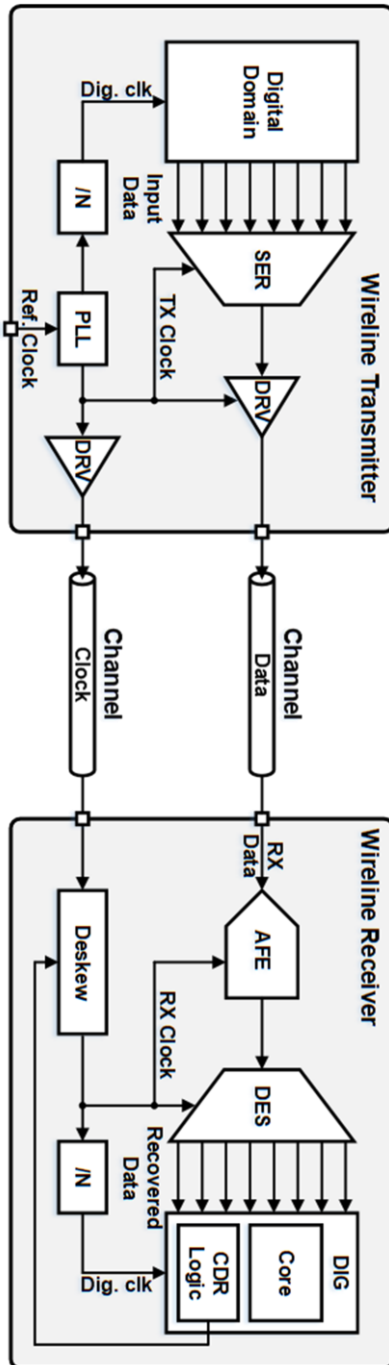 Wireline Transmitter
Digital
Domain
SER
DRV
Input
Data
TX Clock
Dig. clk
/N
PLL
Ref. Clock
DRV
Channel
Data
Channel
Clock
Wireline Receiver
RX
Data
AFE
DES
DIG
Core
CDR
Logic
Recovered
Data
RX Clock
Deskew
/N
Dig. clk